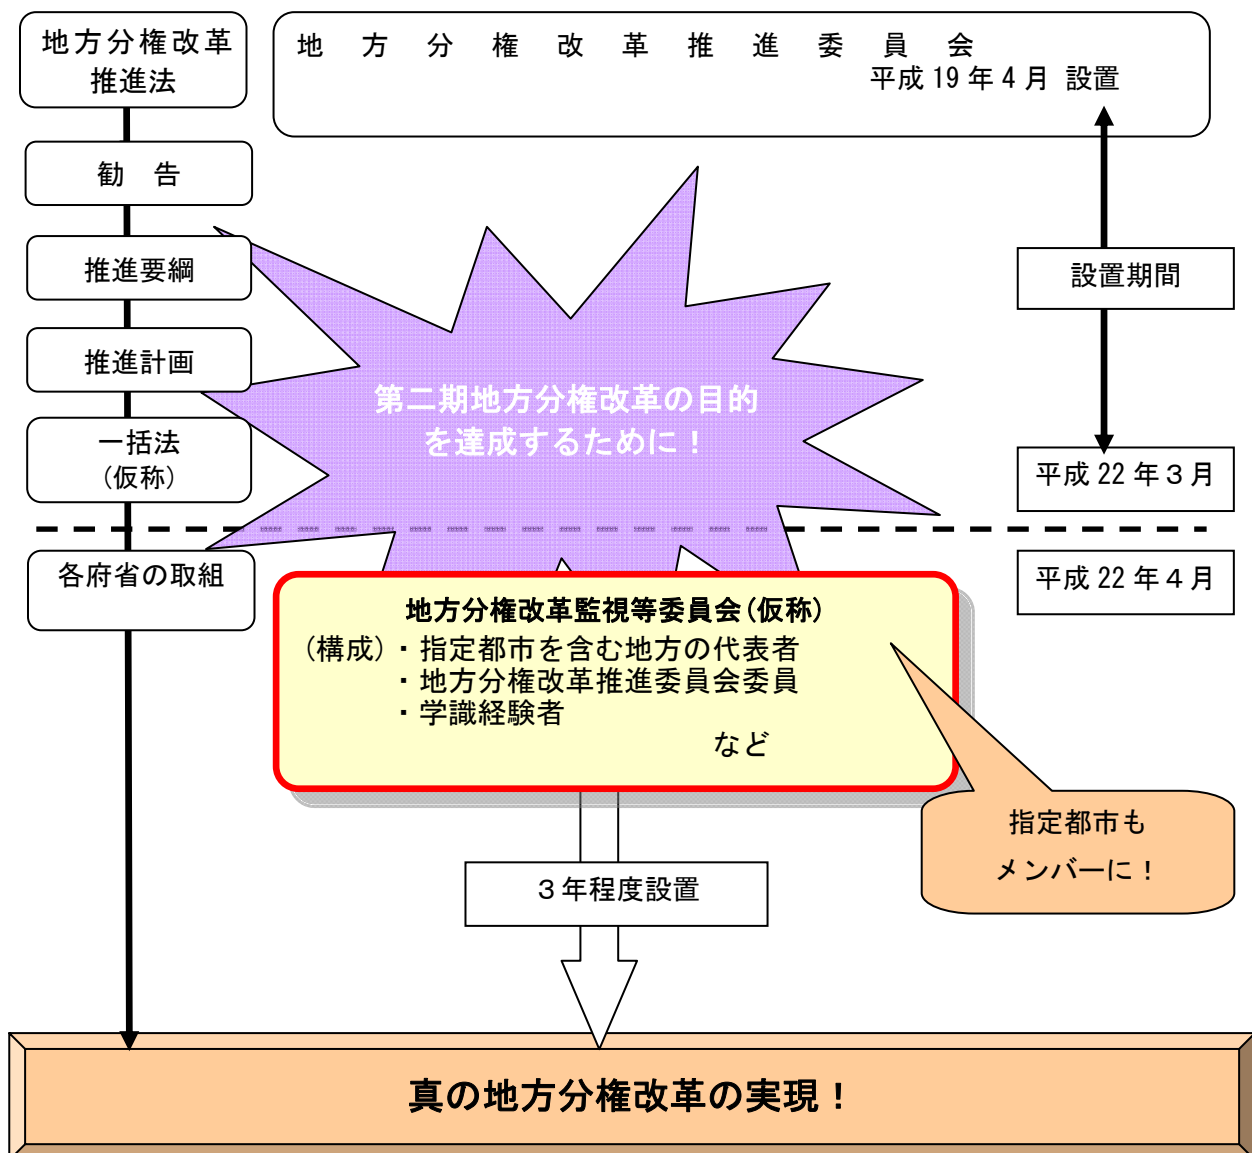 地方分権改革
推進法
地方分権改革推進委員会
平成19年4月 設置
勧 告
推進要綱
設置期間
推進計画
第二期地方分権改革の目的
を達成するために！
一括法
(仮称)
平成22年３月
各府省の取組
平成22年４月
地方分権改革監視等委員会(仮称)
(構成)・指定都市を含む地方の代表者
・地方分権改革推進委員会委員
・学識経験者
など
指定都市も
メンバーに！
３年程度設置
真の地方分権改革の実現！